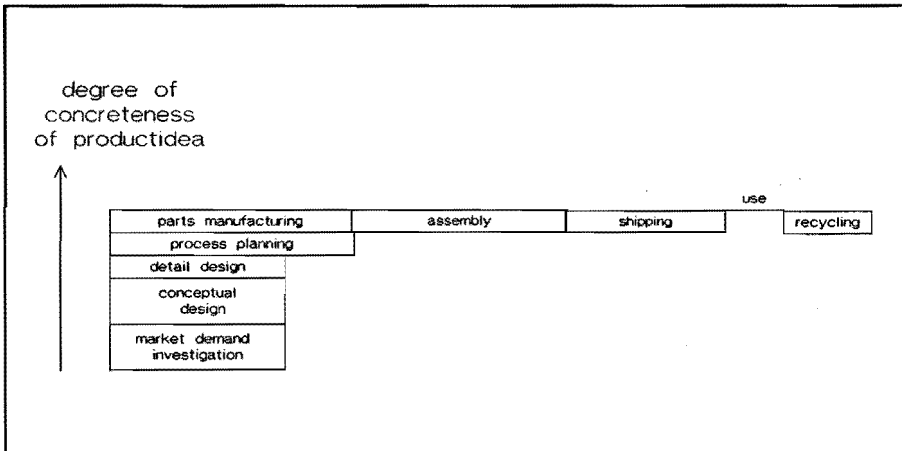 degree of
concreteness
of productidea
use
parts manufacturing
assembly
shipping
recycling
process planning
detail design
conceptual
design
market demand
investigation